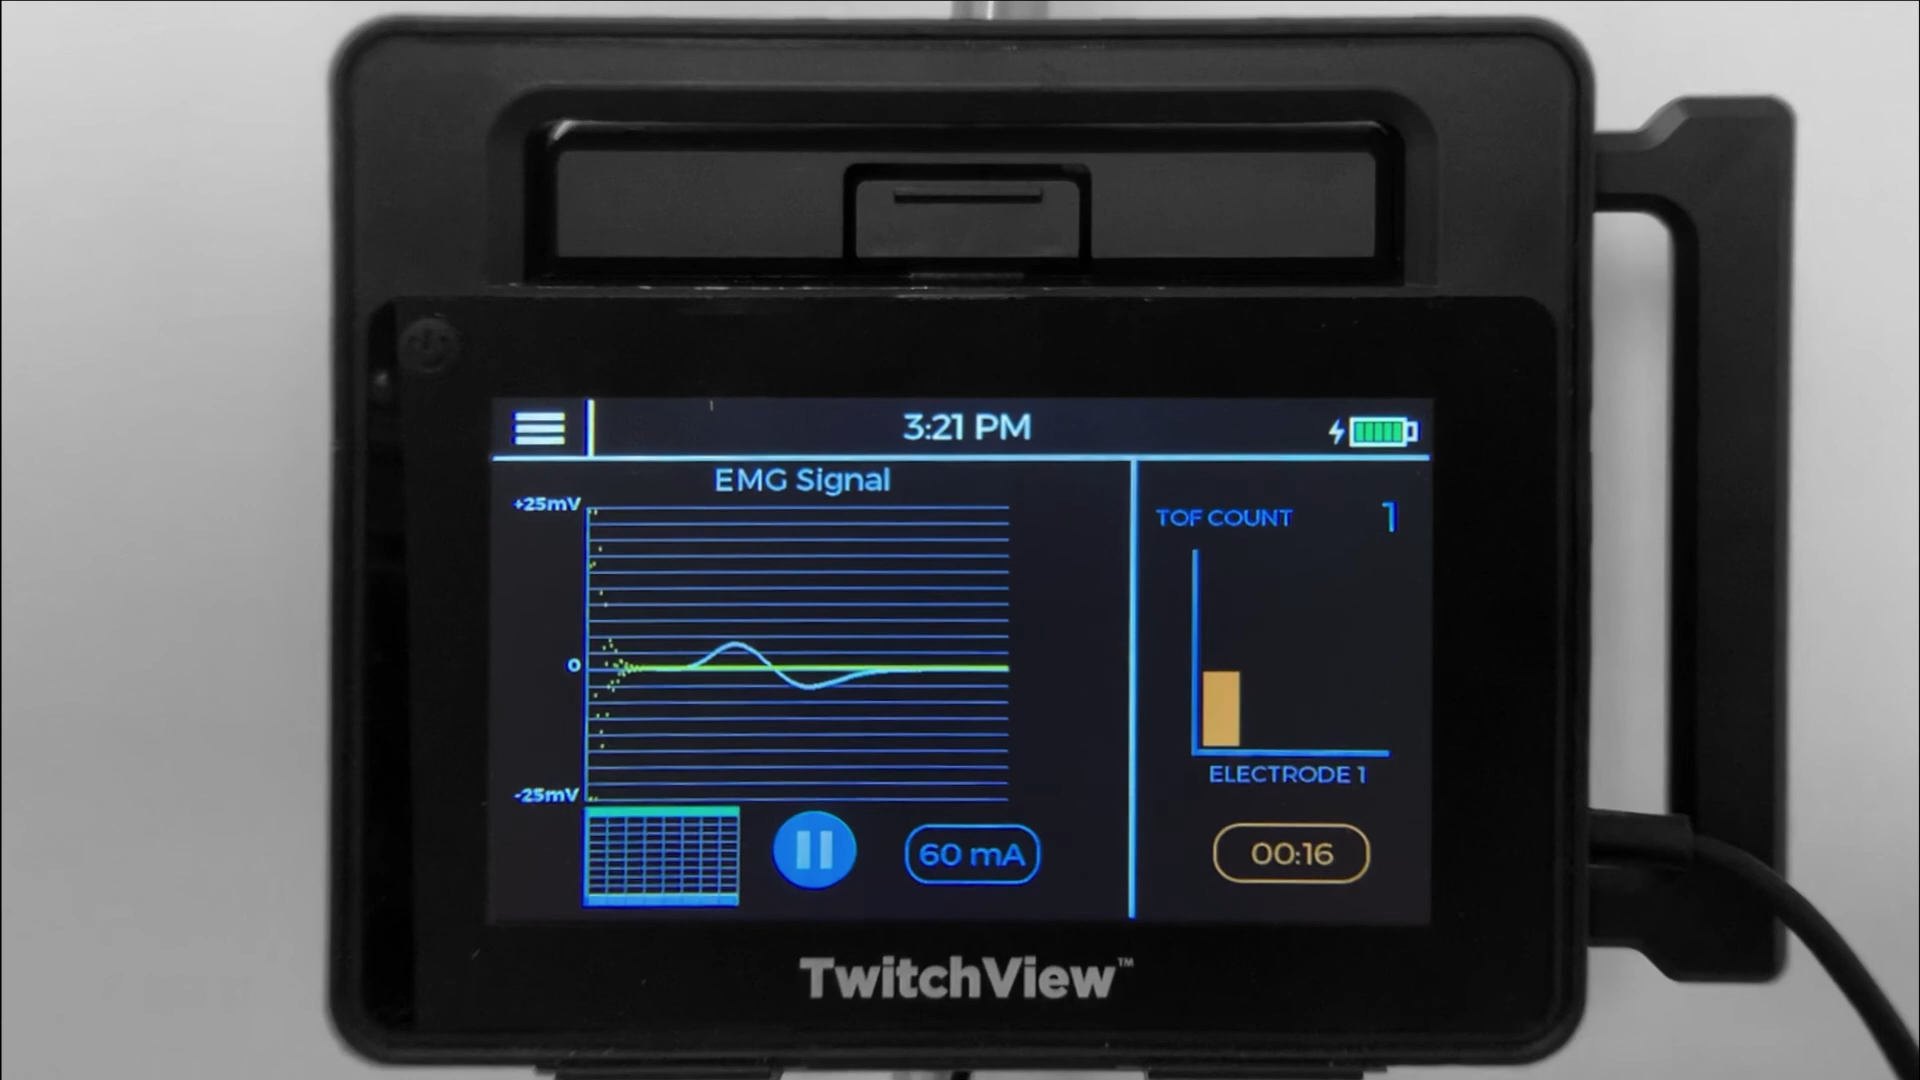 3:21 PM
EMG Signal
+25mV
0
-25mV
60 mA
TOF COUNT 1
ELECTRODE 1
00:16
TwitchView™